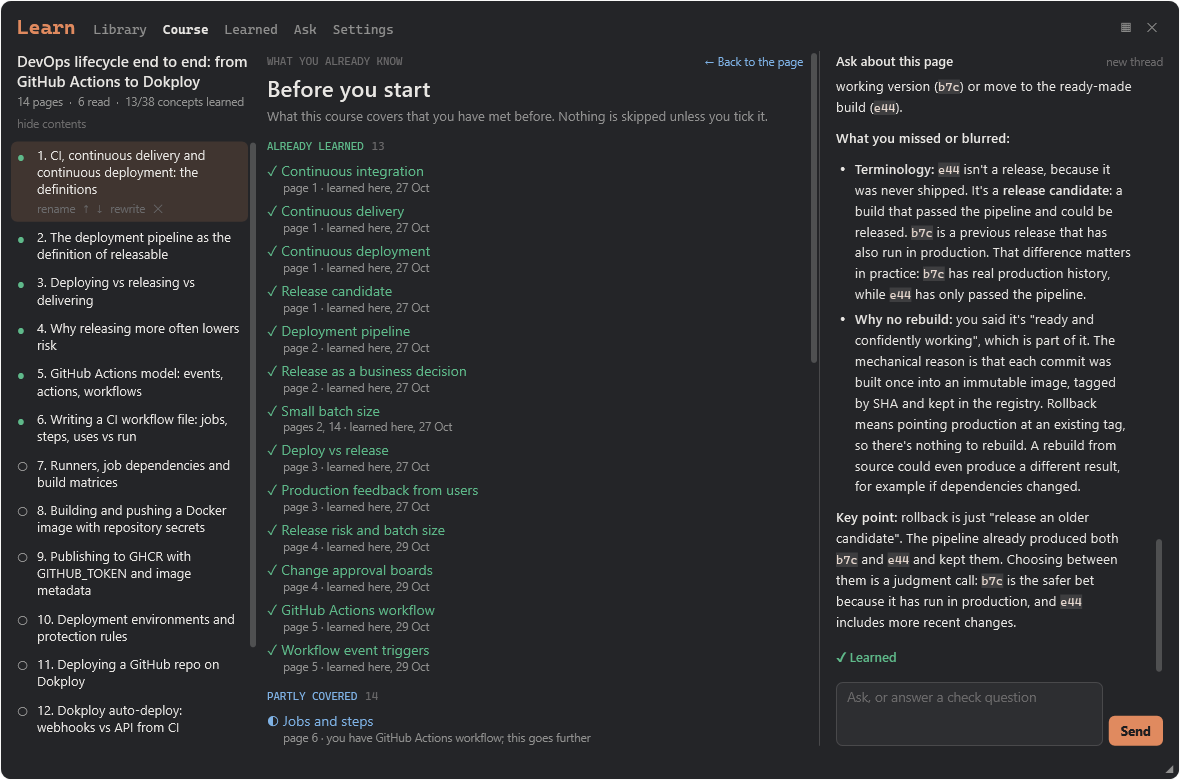 Learn Library Course Learned Ask Settings
DevOps lifecycle end to end: from
GitHub Actions to Dokploy
14 pages · 6 read · 13/38 concepts learned
hide contents
1. CI, continuous delivery and
continuous deployment: the
definitions
rename ↑ ↓ rewrite ✕
2. The deployment pipeline as the
definition of releasable
3. Deploying vs releasing vs
delivering
4. Why releasing more often lowers
risk
5. GitHub Actions model: events,
actions, workflows
6. Writing a CI workflow file: jobs,
steps, uses vs run
7. Runners, job dependencies and
build matrices
8. Building and pushing a Docker
image with repository secrets
9. Publishing to GHCR with
GITHUB_TOKEN and image
metadata
10. Deployment environments and
protection rules
11. Deploying a GitHub repo on
Dokploy
12. Dokploy auto-deploy:
webhooks vs API from CI
WHAT YOU ALREADY KNOW
← Back to the page
Before you start
What this course covers that you have met before. Nothing is skipped unless you tick it.
ALREADY LEARNED 13
✓ Continuous integration
page 1 · learned here, 27 Oct
✓ Continuous delivery
page 1 · learned here, 27 Oct
✓ Continuous deployment
page 1 · learned here, 27 Oct
✓ Release candidate
page 1 · learned here, 27 Oct
✓ Deployment pipeline
page 2 · learned here, 27 Oct
✓ Release as a business decision
page 2 · learned here, 27 Oct
✓ Small batch size
pages 2, 14 · learned here, 27 Oct
✓ Deploy vs release
page 3 · learned here, 27 Oct
✓ Production feedback from users
page 3 · learned here, 27 Oct
✓ Release risk and batch size
page 4 · learned here, 29 Oct
✓ Change approval boards
page 4 · learned here, 29 Oct
✓ GitHub Actions workflow
page 5 · learned here, 29 Oct
✓ Workflow event triggers
page 5 · learned here, 29 Oct
PARTLY COVERED 14
Jobs and steps
page 6 · you have GitHub Actions workflow; this goes further
Ask about this page
new thread
working version (b7c) or move to the ready-made
build (e44).
What you missed or blurred:
• Terminology: e44 isn't a release, because it
was never shipped. It's a release candidate: a
build that passed the pipeline and could be
released. b7c is a previous release that has
also run in production. That difference matters
in practice: b7c has real production history,
while e44 has only passed the pipeline.
• Why no rebuild: you said it's "ready and
confidently working", which is part of it. The
mechanical reason is that each commit was
built once into an immutable image, tagged
by SHA and kept in the registry. Rollback
means pointing production at an existing tag,
so there's nothing to rebuild. A rebuild from
source could even produce a different result,
for example if dependencies changed.
Key point: rollback is just "release an older
candidate". The pipeline already produced both
b7c and e44 and kept them. Choosing between
them is a judgment call: b7c is the safer bet
because it has run in production, and e44
includes more recent changes.
✓ Learned
Ask, or answer a check question
Send